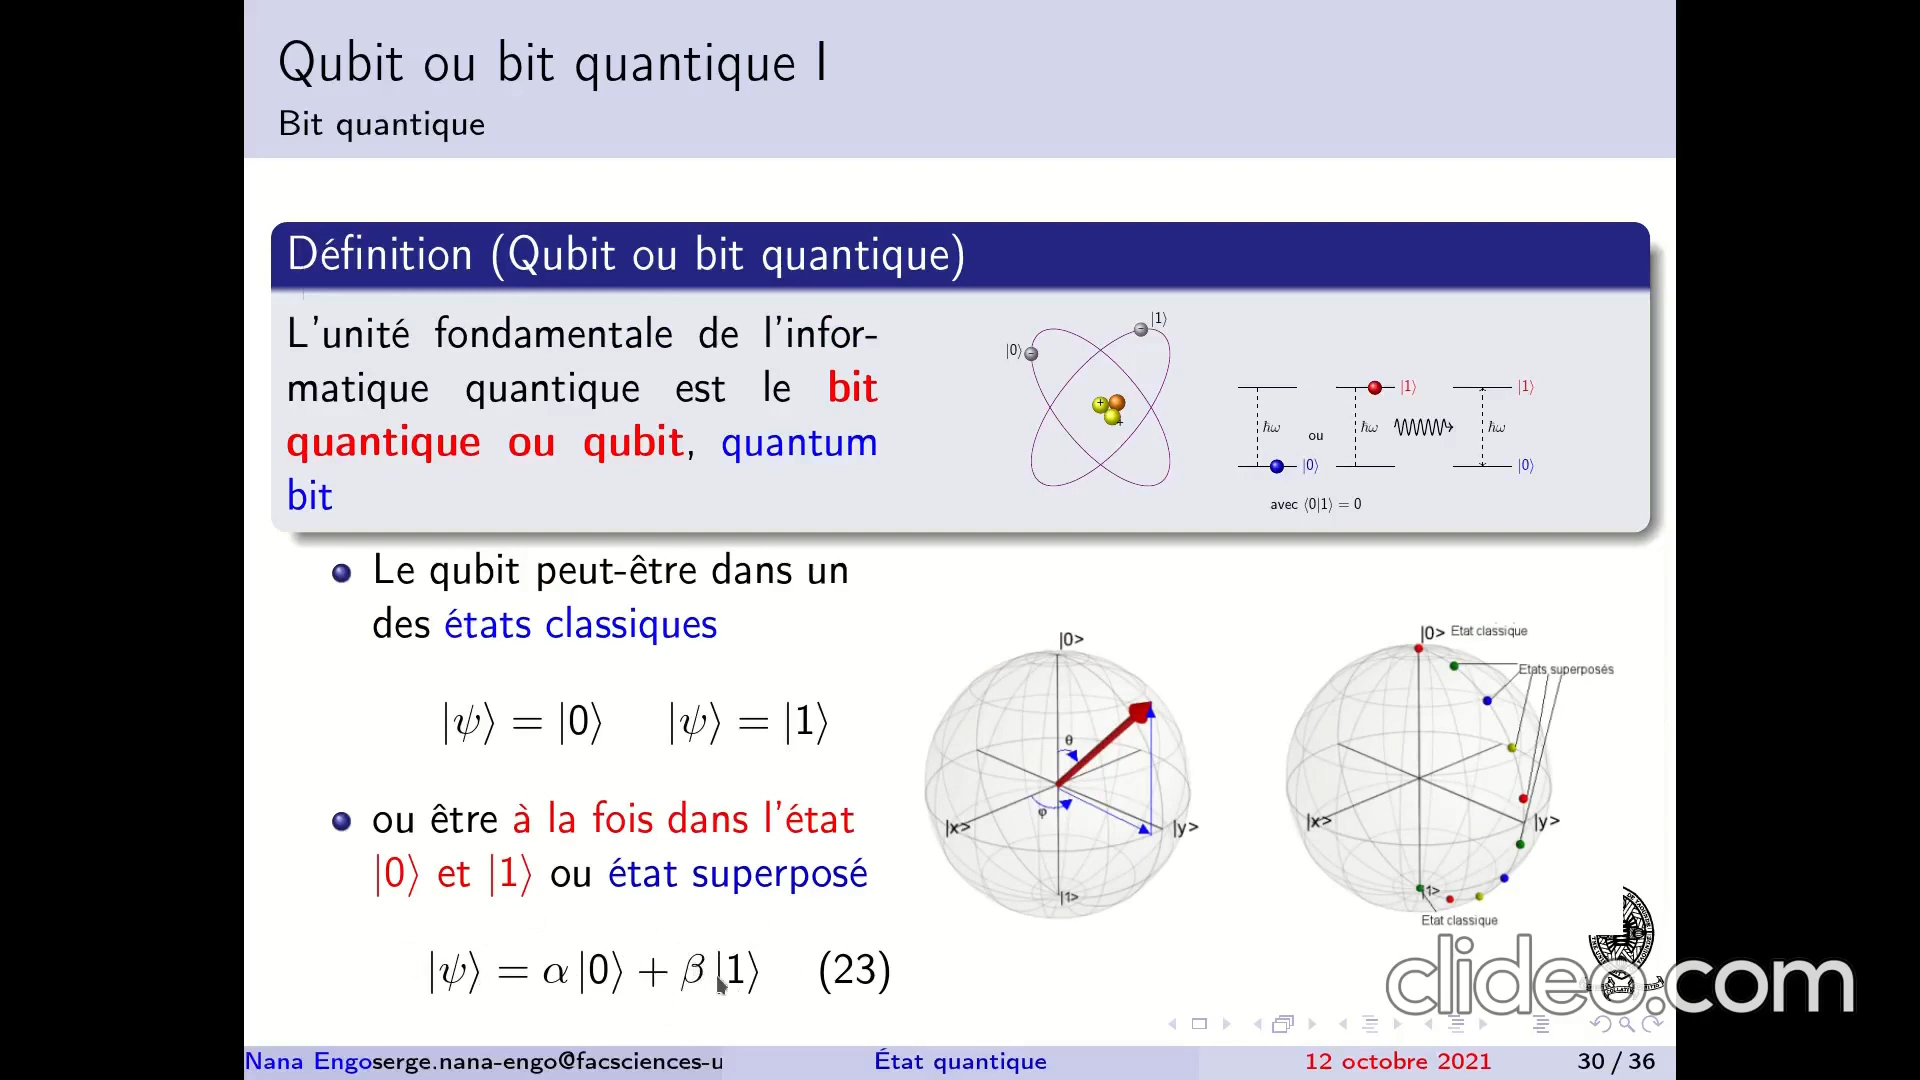 Qubit ou bit quantique I
Bit quantique
Définition (Qubit ou bit quantique)
L'unité fondamentale de l'infor-
matique quantique est le bit
quantique ou qubit, quantum
bit
|0⟩
|1⟩
+
+
ħω
|0⟩
ou
|1⟩
ħω
|1⟩
ħω
|0⟩
avec ⟨0|1⟩ = 0
Le qubit peut-être dans un
des états classiques
|ψ⟩ = |0⟩ |ψ⟩ = |1⟩
ou être à la fois dans l'état
|0⟩ et |1⟩ ou état superposé
|ψ⟩ = α |0⟩ + β |1⟩ (23)
|0>
θ
φ
|x>
|y>
|1>
|0> Etat classique
Etats superposés
|x>
|y>
|1>
Etat classique
clideo.com
Nana Engoserge.nana-engo@facsciences-u
État quantique
12 octobre 2021
30 / 36